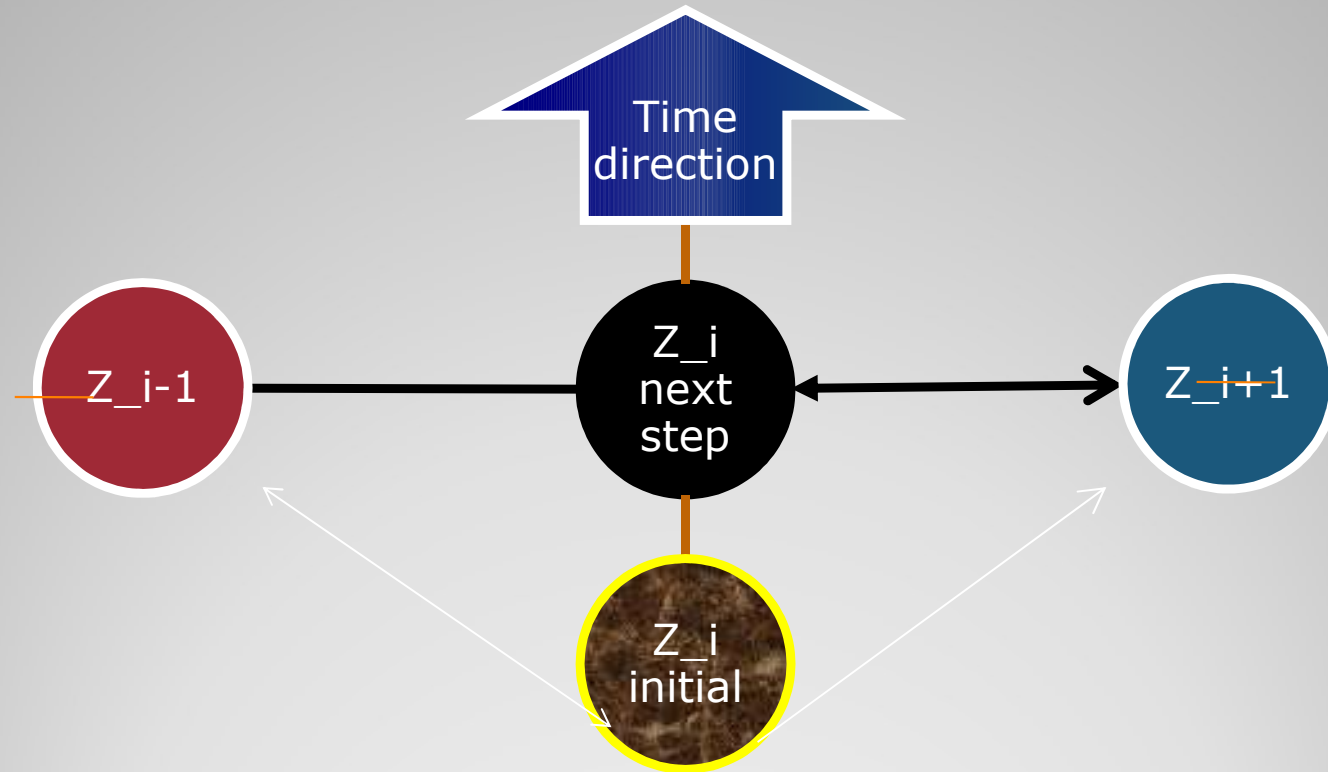 Time
direction
Z_i-1
Z_i
next
step
Z_i+1
Z_i
initial